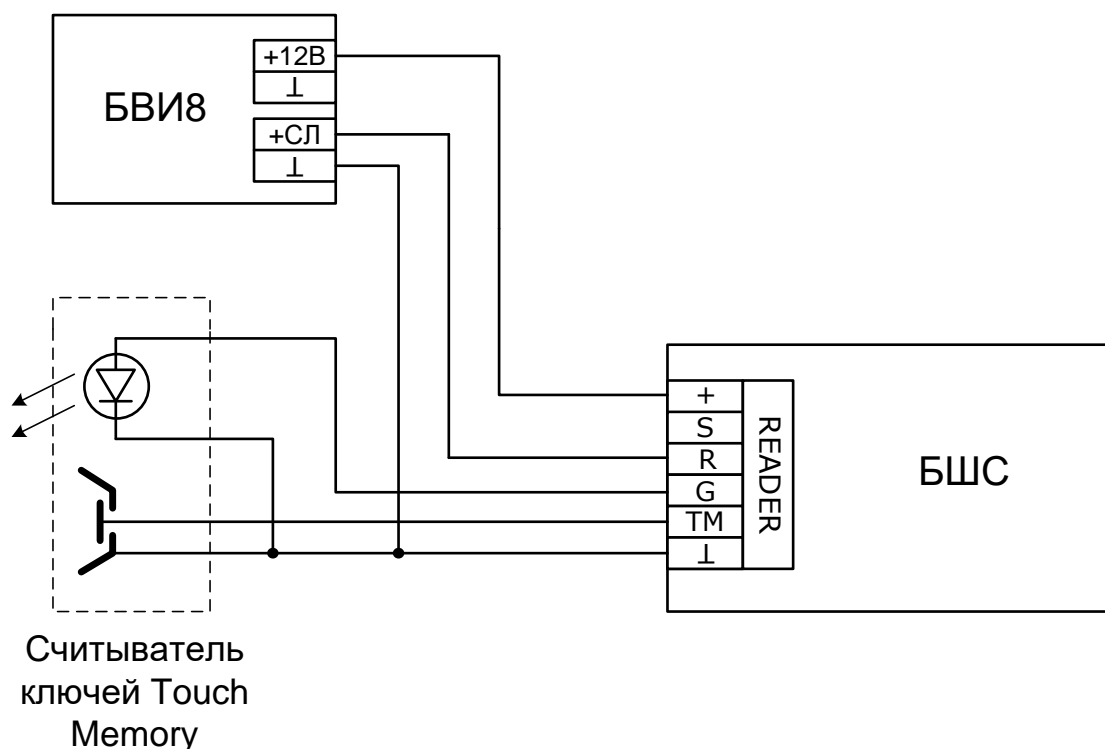 БВИ8
+12В
⊥
+СЛ
⊥
+
S
R
G
TM
⊥
READER
БШС
Считыватель
ключей Touch
Memory